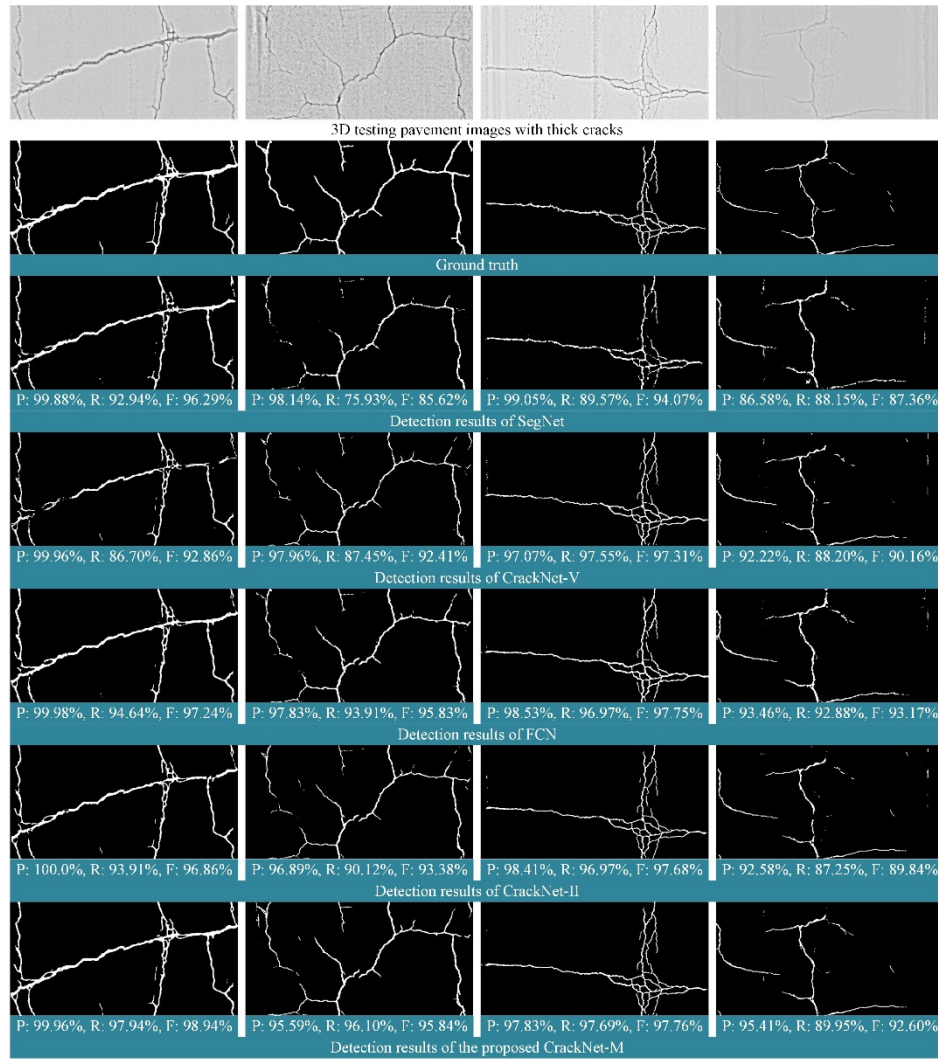 3D testing pavement images with thick cracks
Ground truth
P: 99.88%, R: 92.94%, F: 96.29% P: 98.14%, R: 75.93%, F: 85.62% P: 99.05%, R: 89.57%, F: 94.07% P: 86.58%, R: 88.15%, F: 87.36%
Detection results of SegNet
P: 99.96%, R: 86.70%, F: 92.86% P: 97.96%, R: 87.45%, F: 92.41% P: 97.07%, R: 97.55%, F: 97.31% P: 92.22%, R: 88.20%, F: 90.16%
Detection results of CrackNet-V
P: 99.98%, R: 94.64%, F: 97.24% P: 97.83%, R: 93.91%, F: 95.83% P: 98.53%, R: 96.97%, F: 97.75% P: 93.46%, R: 92.88%, F: 93.17%
Detection results of FCN
P: 100.0%, R: 93.91%, F: 96.86% P: 96.89%, R: 90.12%, F: 93.38% P: 98.41%, R: 96.97%, F: 97.68% P: 92.58%, R: 87.25%, F: 89.84%
Detection results of CrackNet-II
P: 99.96%, R: 97.94%, F: 98.94% P: 95.59%, R: 96.10%, F: 95.84% P: 97.83%, R: 97.69%, F: 97.76% P: 95.41%, R: 89.95%, F: 92.60%
Detection results of the proposed CrackNet-M